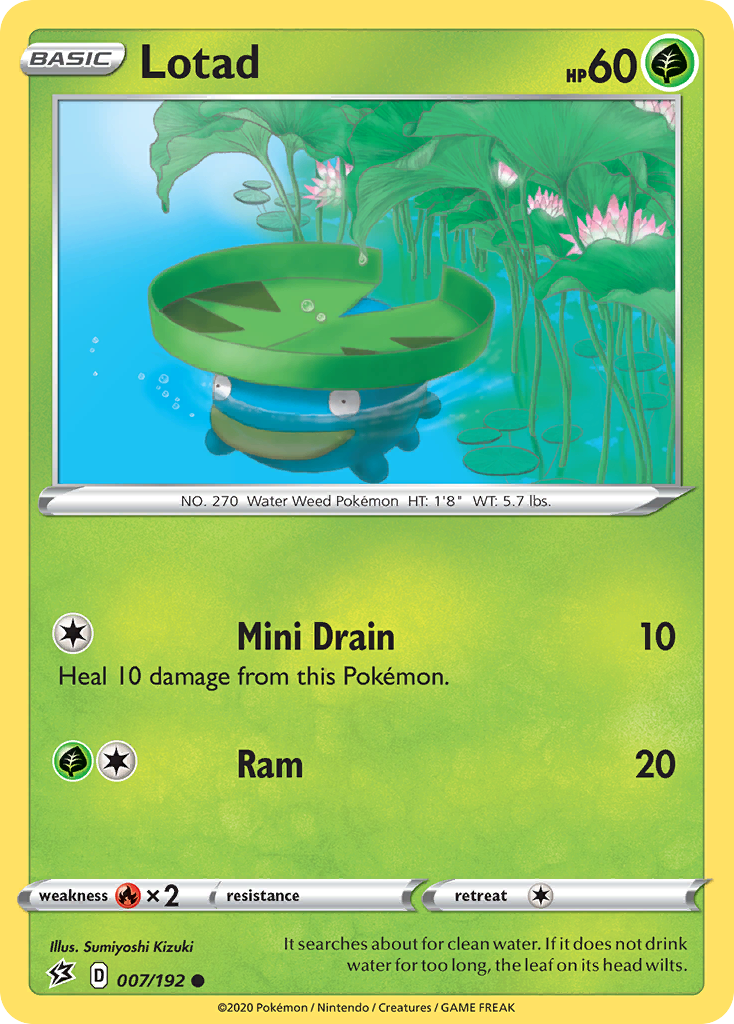 BASIC Lotad HP 60
NO. 270 Water Weed Pokémon HT: 1'8" WT: 5.7 lbs.
Mini Drain 10
Heal 10 damage from this Pokémon.
Ram 20
weakness ×2 resistance retreat
Illus. Sumiyoshi Kizuki
It searches about for clean water. If it does not drink
water for too long, the leaf on its head wilts.
D 007/192
©2020 Pokémon / Nintendo / Creatures / GAME FREAK